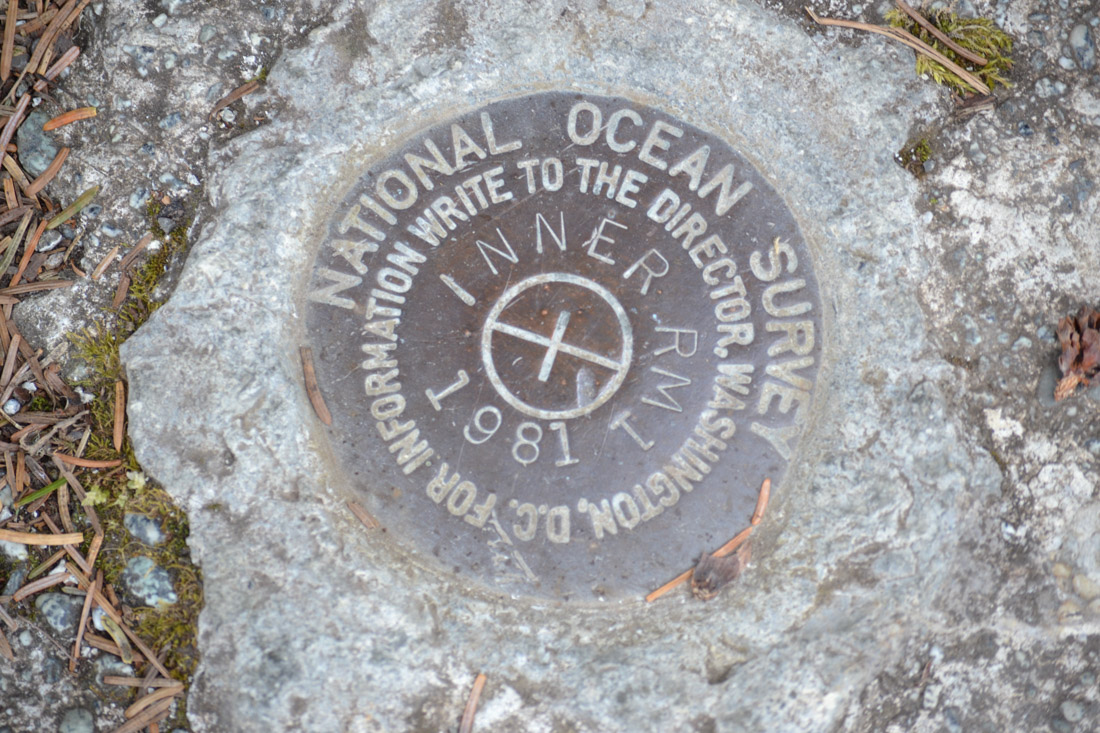 NATIONAL OCEAN SURVEY
FOR INFORMATION WRITE TO THE DIRECTOR, WASHINGTON, D.C.
INNER RM 1
1981